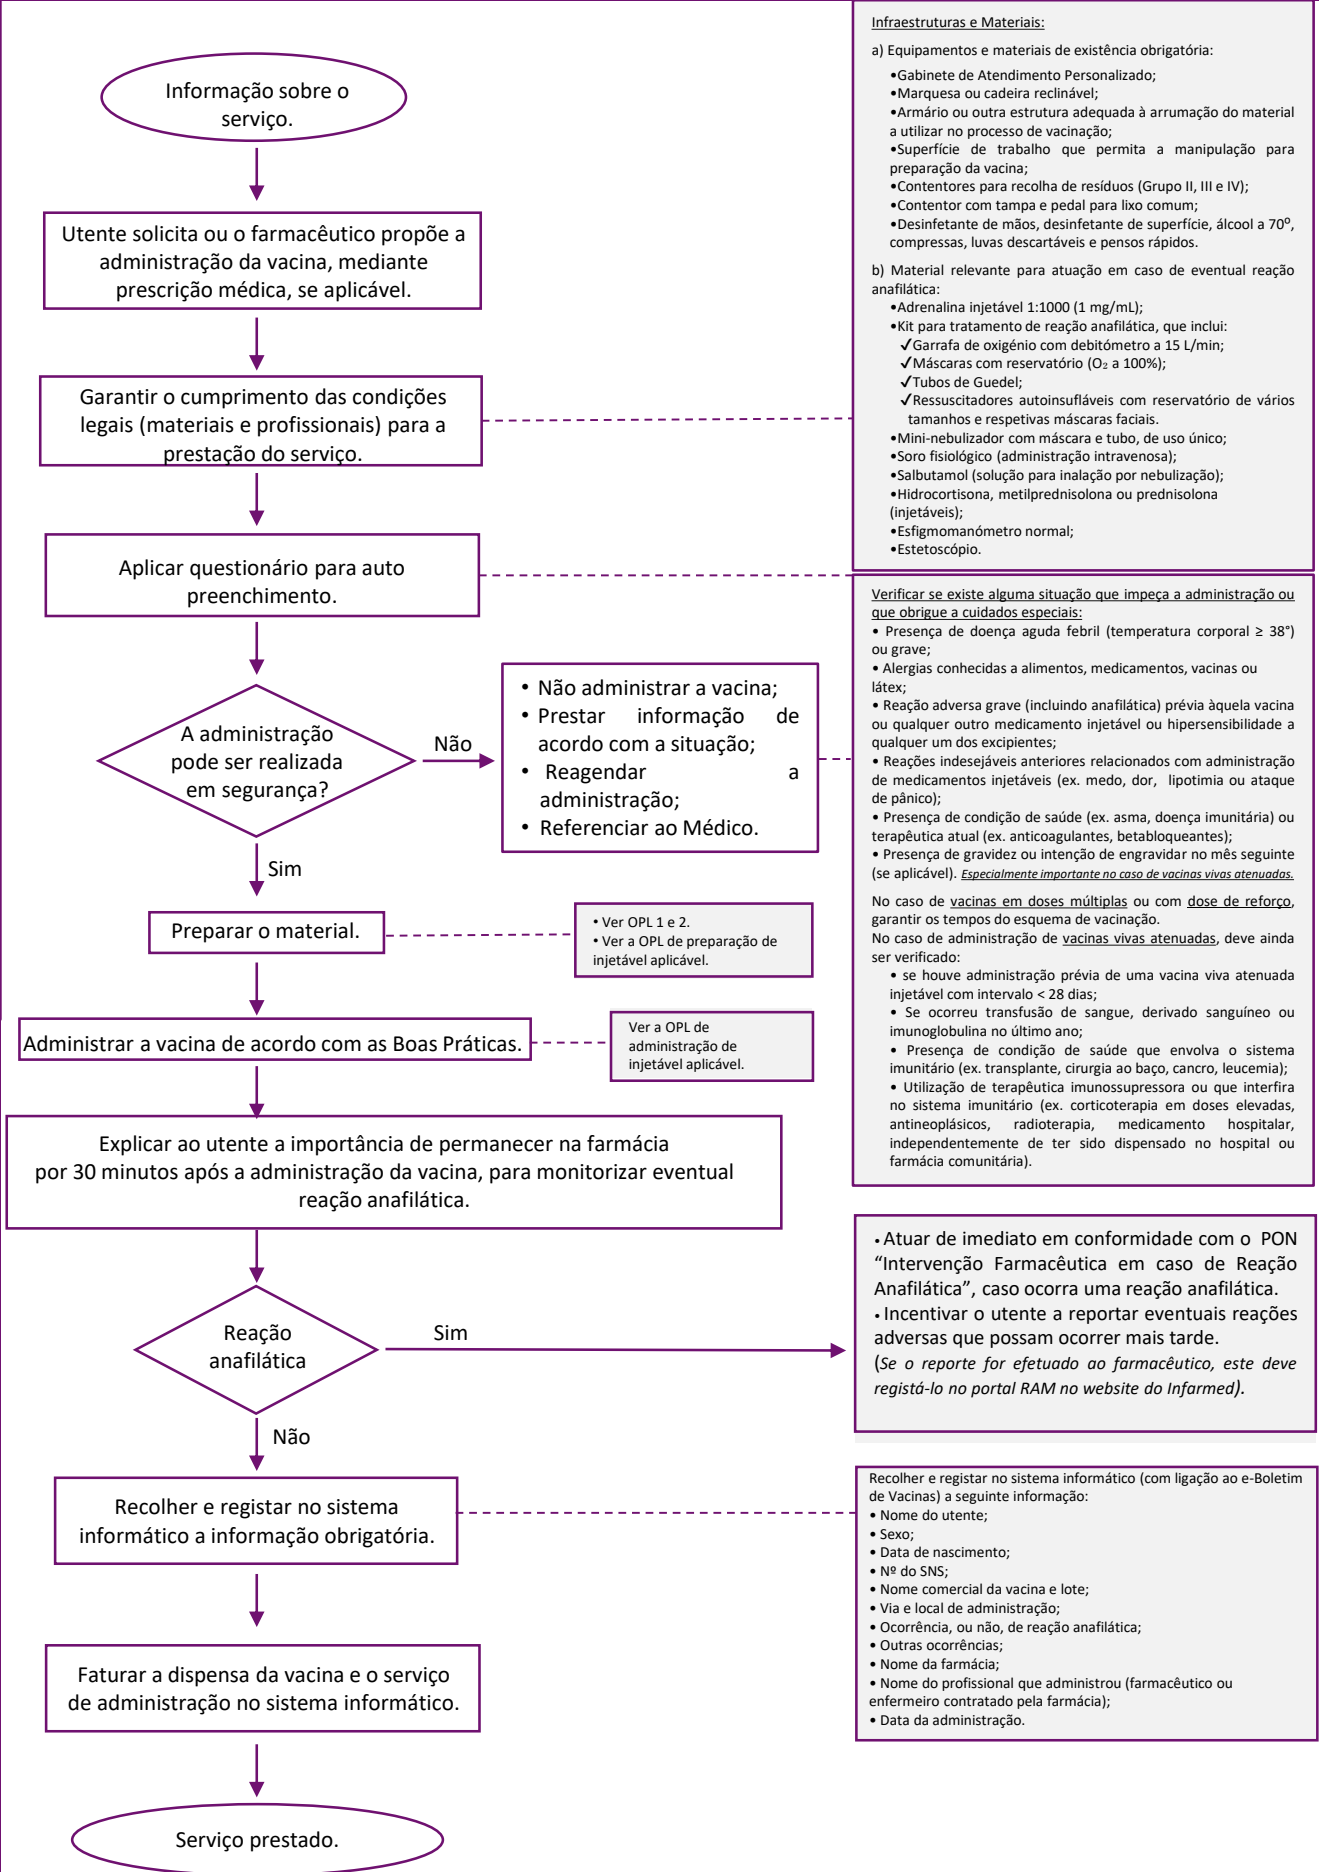 Informação sobre o
serviço.
Utente solicita ou o farmacêutico propõe a
administração da vacina, mediante
prescrição médica, se aplicável.
Garantir o cumprimento das condições
legais (materiais e profissionais) para a
prestação do serviço.
Aplicar questionário para auto
preenchimento.
A administração
pode ser realizada
em segurança?
Não
• Não administrar a vacina;
• Prestar informação de
acordo com a situação;
• Reagendar a
administração;
• Referenciar ao Médico.
Sim
Preparar o material.
• Ver OPL 1 e 2.
• Ver a OPL de preparação de
injetável aplicável.
Administrar a vacina de acordo com as Boas Práticas.
Ver a OPL de
administração de
injetável aplicável.
Explicar ao utente a importância de permanecer na farmácia
por 30 minutos após a administração da vacina, para monitorizar eventual
reação anafilática.
Reação
anafilática
Sim
Não
Recolher e registar no sistema
informático a informação obrigatória.
Faturar a dispensa da vacina e o serviço
de administração no sistema informático.
Serviço prestado.
Infraestruturas e Materiais:
a) Equipamentos e materiais de existência obrigatória:
•Gabinete de Atendimento Personalizado;
•Marquesa ou cadeira reclinável;
•Armário ou outra estrutura adequada à arrumação do material
a utilizar no processo de vacinação;
•Superfície de trabalho que permita a manipulação para
preparação da vacina;
•Contentores para recolha de resíduos (Grupo II, III e IV);
•Contentor com tampa e pedal para lixo comum;
•Desinfetante de mãos, desinfetante de superfície, álcool a 70º,
compressas, luvas descartáveis e pensos rápidos.
b) Material relevante para atuação em caso de eventual reação
anafilática:
•Adrenalina injetável 1:1000 (1 mg/mL);
•Kit para tratamento de reação anafilática, que inclui:
✓Garrafa de oxigénio com debitómetro a 15 L/min;
✓Máscaras com reservatório (O₂ a 100%);
✓Tubos de Guedel;
✓Ressuscitadores autoinsufláveis com reservatório de vários
tamanhos e respetivas máscaras faciais.
•Mini-nebulizador com máscara e tubo, de uso único;
•Soro fisiológico (administração intravenosa);
•Salbutamol (solução para inalação por nebulização);
•Hidrocortisona, metilprednisolona ou prednisolona
(injetáveis);
•Esfigmomanómetro normal;
•Estetoscópio.
Verificar se existe alguma situação que impeça a administração ou
que obrigue a cuidados especiais:
• Presença de doença aguda febril (temperatura corporal ≥ 38°)
ou grave;
• Alergias conhecidas a alimentos, medicamentos, vacinas ou
látex;
• Reação adversa grave (incluindo anafilática) prévia àquela vacina
ou qualquer outro medicamento injetável ou hipersensibilidade a
qualquer um dos excipientes;
• Reações indesejáveis anteriores relacionados com administração
de medicamentos injetáveis (ex. medo, dor, lipotimia ou ataque
de pânico);
• Presença de condição de saúde (ex. asma, doença imunitária) ou
terapêutica atual (ex. anticoagulantes, betabloqueantes);
• Presença de gravidez ou intenção de engravidar no mês seguinte
(se aplicável). Especialmente importante no caso de vacinas vivas atenuadas.
No caso de vacinas em doses múltiplas ou com dose de reforço,
garantir os tempos do esquema de vacinação.
No caso de administração de vacinas vivas atenuadas, deve ainda
ser verificado:
• se houve administração prévia de uma vacina viva atenuada
injetável com intervalo < 28 dias;
• Se ocorreu transfusão de sangue, derivado sanguíneo ou
imunoglobulina no último ano;
• Presença de condição de saúde que envolva o sistema
imunitário (ex. transplante, cirurgia ao baço, cancro, leucemia);
• Utilização de terapêutica imunossupressora ou que interfira
no sistema imunitário (ex. corticoterapia em doses elevadas,
antineoplásicos, radioterapia, medicamento hospitalar,
independentemente de ter sido dispensado no hospital ou
farmácia comunitária).
• Atuar de imediato em conformidade com o PON
“Intervenção Farmacêutica em caso de Reação
Anafilática”, caso ocorra uma reação anafilática.
• Incentivar o utente a reportar eventuais reações
adversas que possam ocorrer mais tarde.
(Se o reporte for efetuado ao farmacêutico, este deve
registá-lo no portal RAM no website do Infarmed).
Recolher e registar no sistema informático (com ligação ao e-Boletim
de Vacinas) a seguinte informação:
• Nome do utente;
• Sexo;
• Data de nascimento;
• Nº do SNS;
• Nome comercial da vacina e lote;
• Via e local de administração;
• Ocorrência, ou não, de reação anafilática;
• Outras ocorrências;
• Nome da farmácia;
• Nome do profissional que administrou (farmacêutico ou
enfermeiro contratado pela farmácia);
• Data da administração.